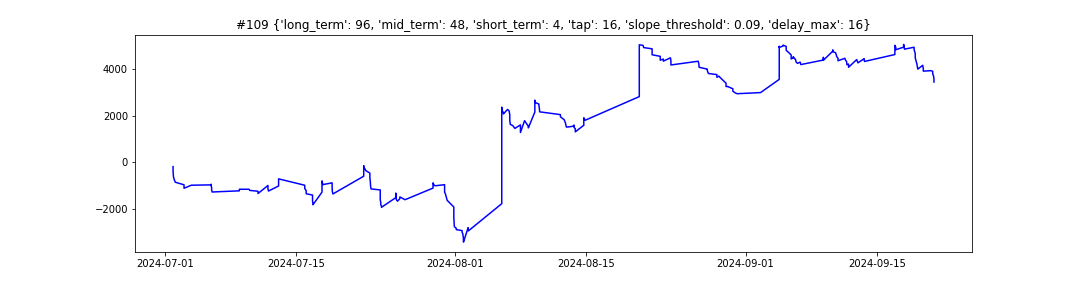 #109 {'long_term': 96, 'mid_term': 48, 'short_term': 4, 'tap': 16, 'slope_threshold': 0.09, 'delay_max': 16}
4000
2000
0
−2000
2024-07-01 2024-07-15 2024-08-01 2024-08-15 2024-09-01 2024-09-15